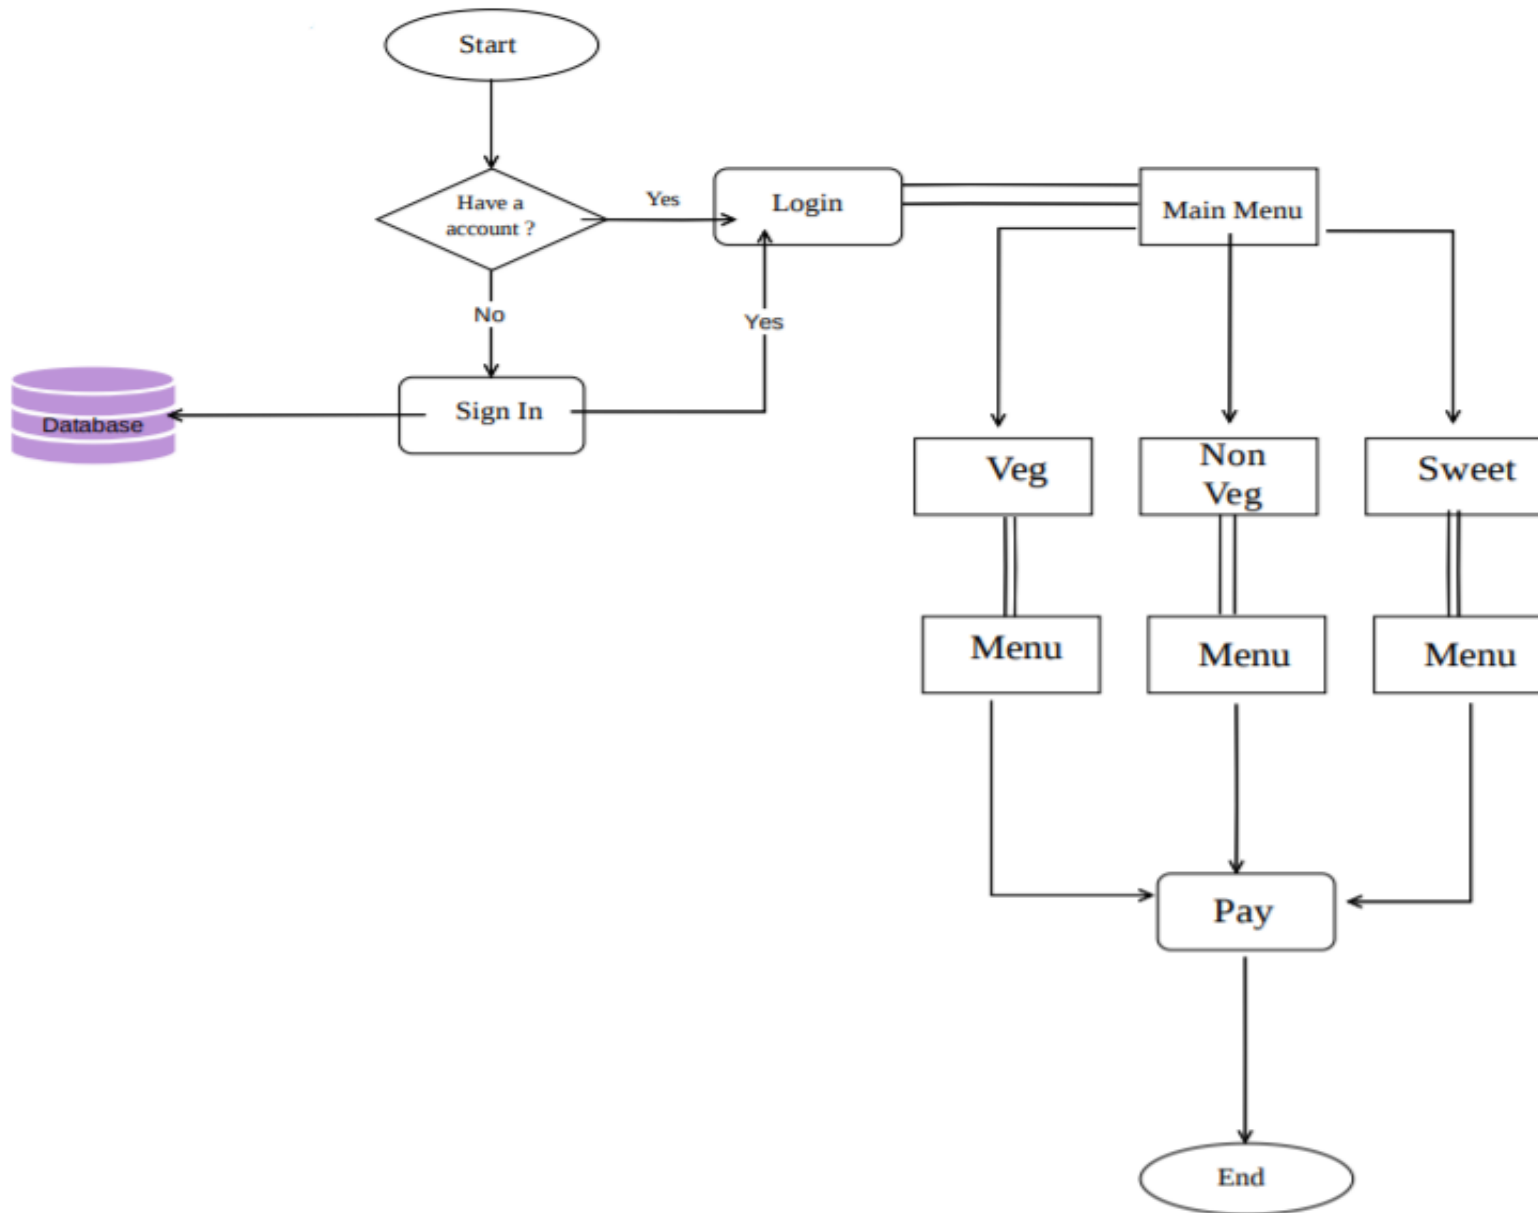 Start
Have a
account ?
Yes
Login
Main Menu
No
Yes
Database
Sign In
Veg
Non
Veg
Sweet
Menu
Menu
Menu
Pay
End